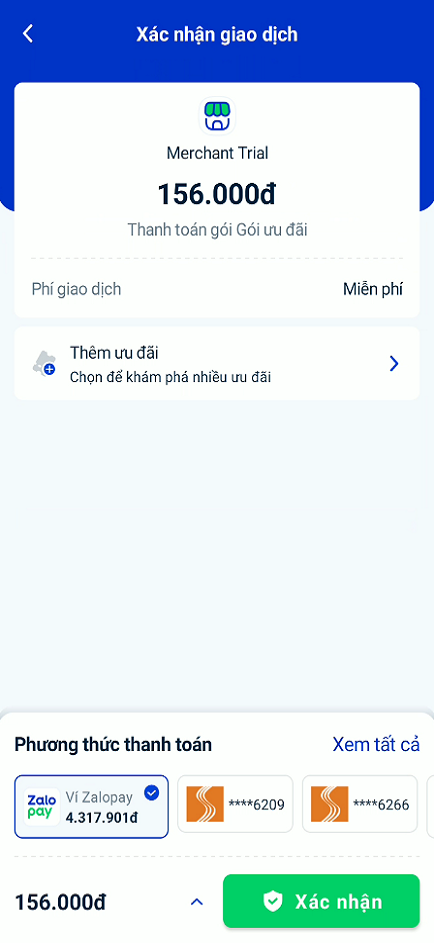 Xác nhận giao dịch
Merchant Trial
156.000đ
Thanh toán gói Gói ưu đãi
Phí giao dịch Miễn phí
Thêm ưu đãi
Chọn để khám phá nhiều ưu đãi
Phương thức thanh toán Xem tất cả
Zalo pay Ví Zalopay
4.317.901đ
****6209
****6266
156.000đ Xác nhận